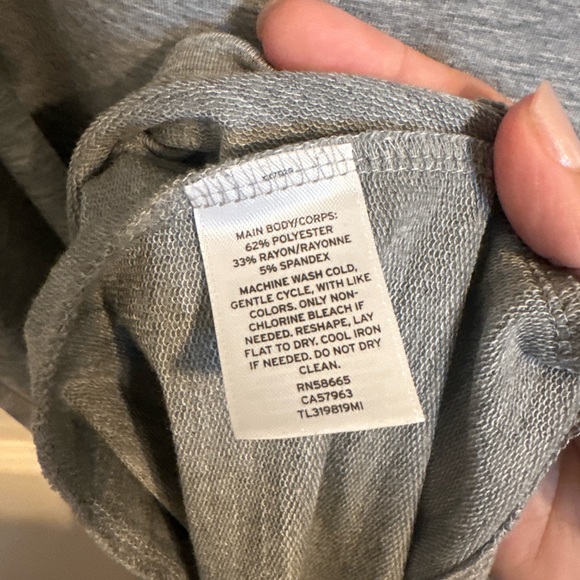 MAIN BODY/CORPS:
62% POLYESTER
33% RAYON/RAYONNE
5% SPANDEX
MACHINE WASH COLD,
GENTLE CYCLE, WITH LIKE
COLORS. ONLY NON-
CHLORINE BLEACH IF
NEEDED. RESHAPE, LAY
FLAT TO DRY. COOL IRON
IF NEEDED. DO NOT DRY
CLEAN.
RN58665
CA57963
TL319819MI